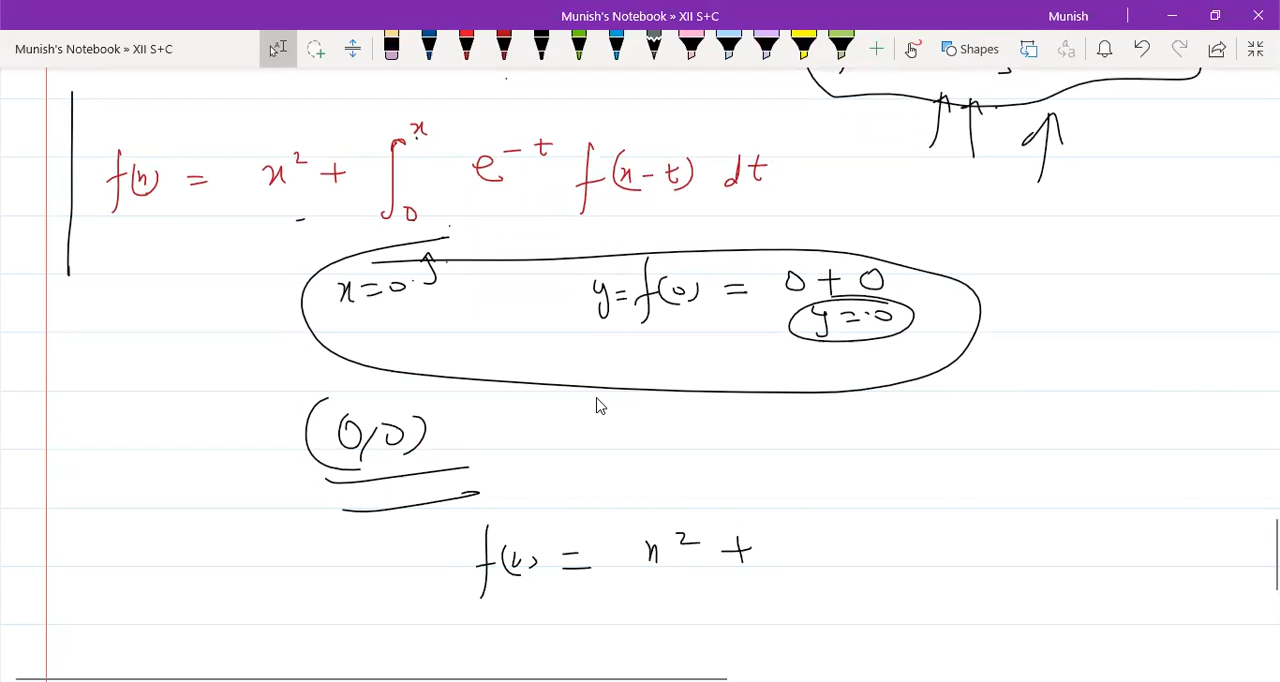 Munish's Notebook » XII S+C
Munish
Munish's Notebook » XII S+C
Shapes
f(x) = x² + ∫₀ˣ e⁻ᵗ f(x-t) dt
x=0 y=f(0) = 0+0
y=0
(0,0)
f(x) = x² +